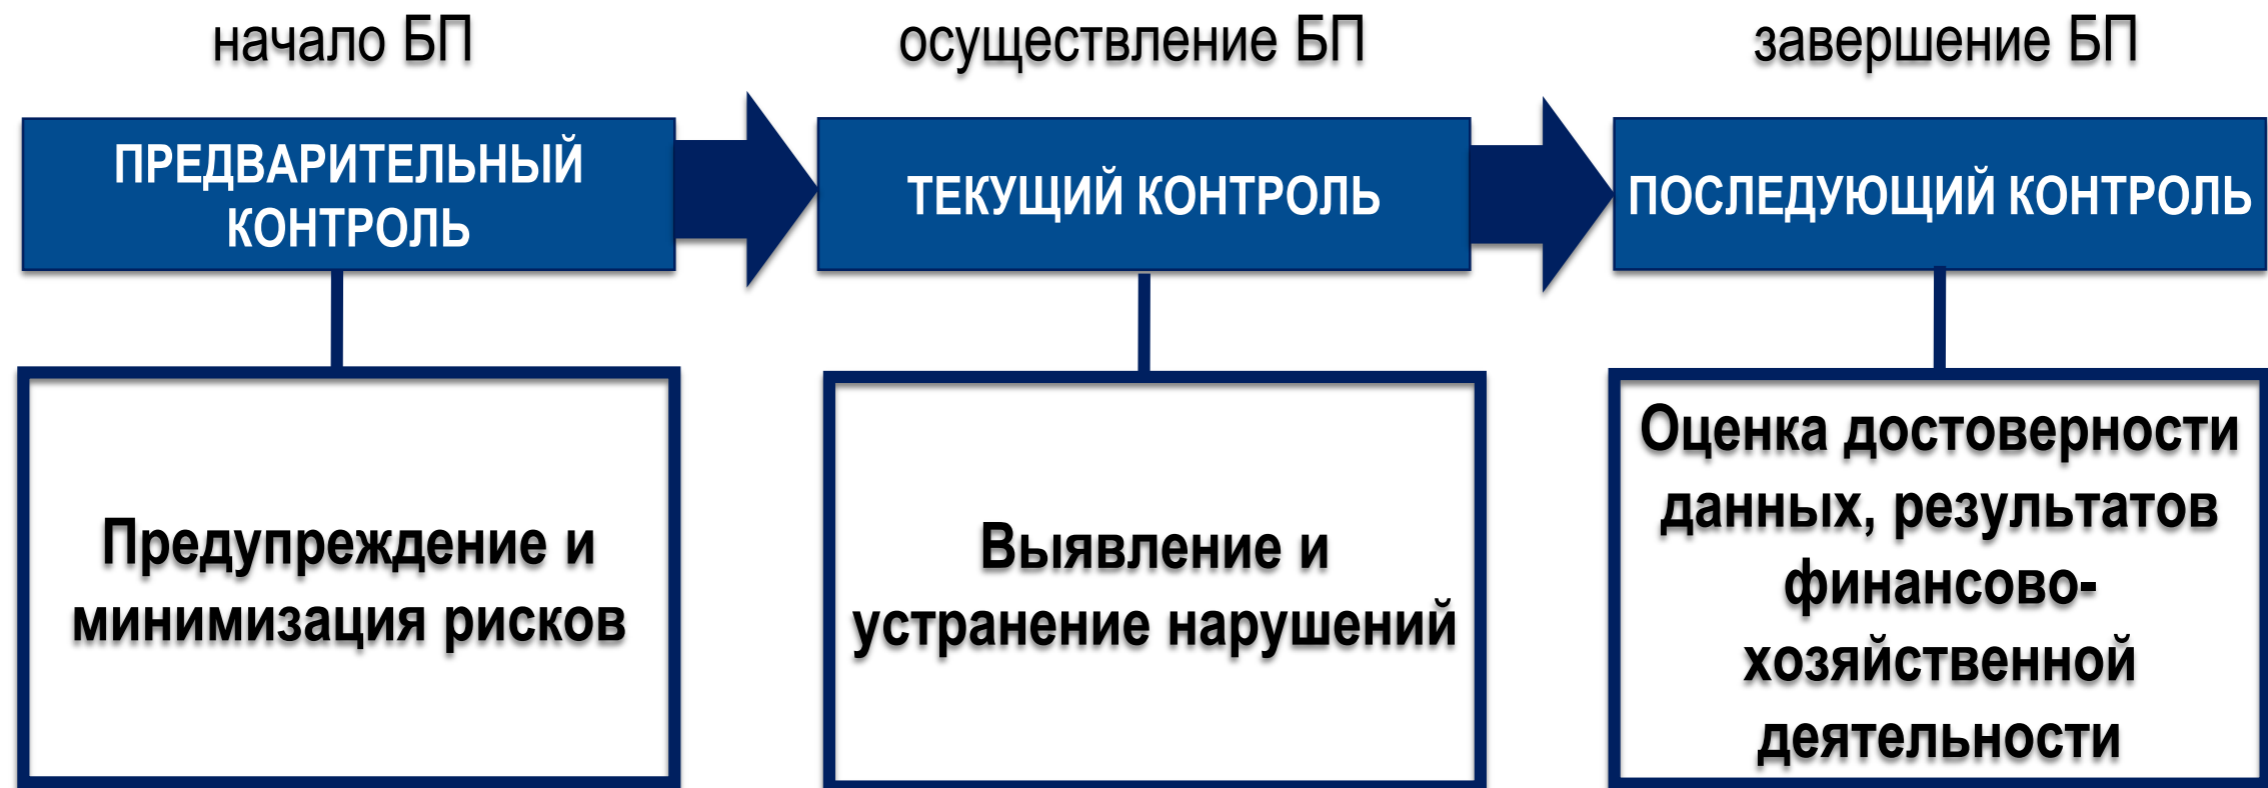 начало БП
осуществление БП
завершение БП
ПРЕДВАРИТЕЛЬНЫЙ
КОНТРОЛЬ
ТЕКУЩИЙ КОНТРОЛЬ
ПОСЛЕДУЮЩИЙ КОНТРОЛЬ
Предупреждение и
минимизация рисков
Выявление и
устранение нарушений
Оценка достоверности
данных, результатов
финансово-
хозяйственной
деятельности